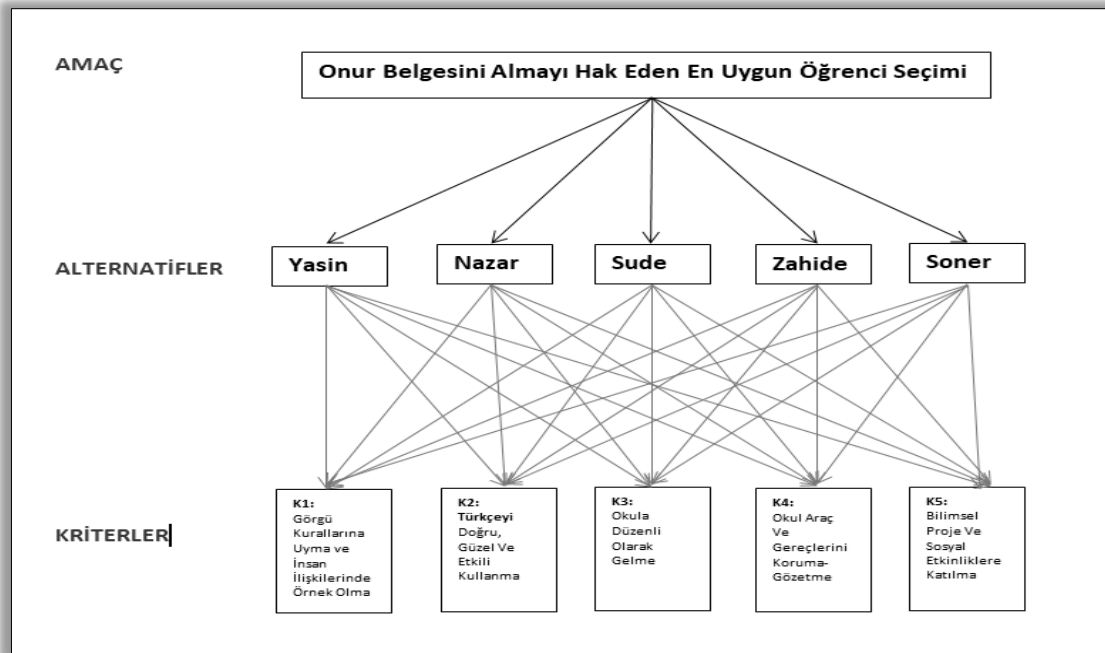 AMAÇ
Onur Belgesini Almayı Hak Eden En Uygun Öğrenci Seçimi
ALTERNATİFLER
Yasin
Nazar
Sude
Zahide
Soner
KRİTERLER
K1:
Görgü
Kurallarına
Uyma ve
İnsan
İlişkilerinde
Örnek Olma
K2:
Türkçeyi
Doğru,
Güzel Ve
Etkili
Kullanma
K3:
Okula
Düzenli
Olarak
Gelme
K4:
Okul Araç
Ve
Gereçlerini
Koruma-
Gözetme
K5:
Bilimsel
Proje Ve
Sosyal
Etkinliklere
Katılma